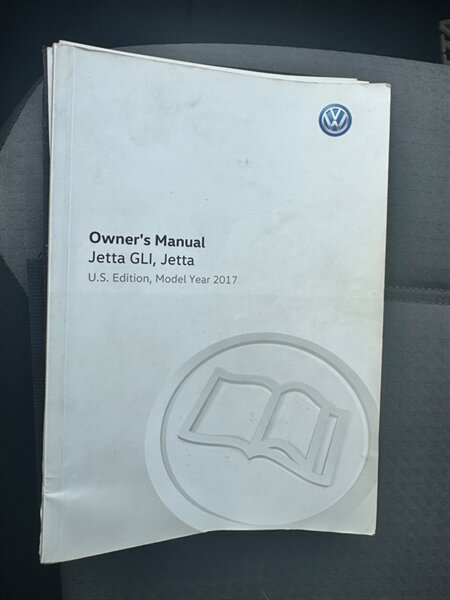 Owner's Manual
Jetta GLI, Jetta
U.S. Edition, Model Year 2017